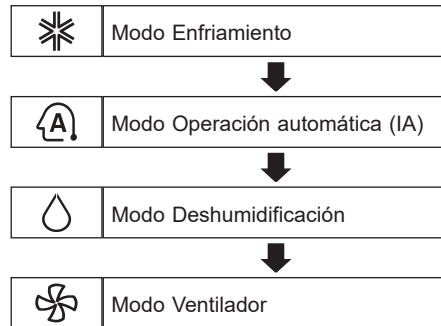 Modo Enfriamiento
A
Modo Operación automática (IA)
Modo Deshumidificación
Modo Ventilador